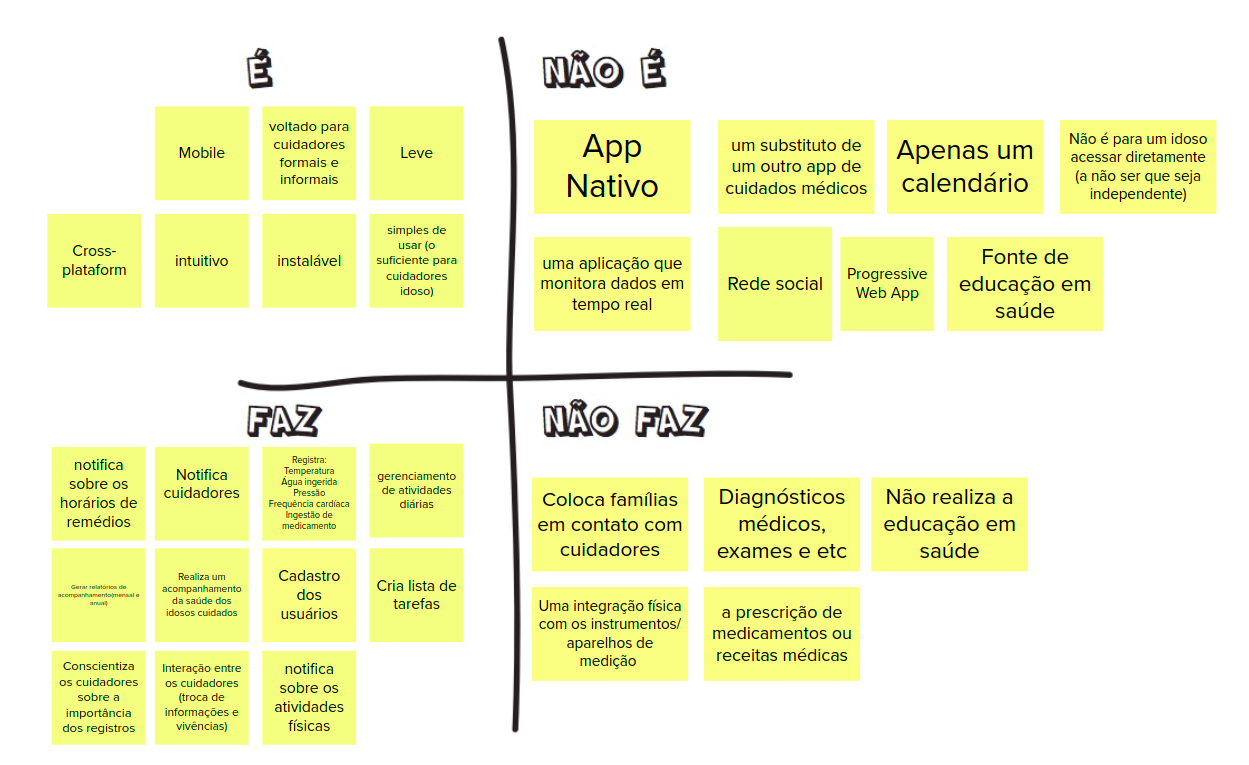 É
Mobile
voltado para
cuidadores
formais e
informais
Leve
Cross-
plataform
intuitivo
instalável
simples de
usar (o
suficiente para
cuidadores
idoso)
NÃO É
App
Nativo
um substituto de
um outro app de
cuidados médicos
Apenas um
calendário
Não é para um idoso
acessar diretamente
(a não ser que seja
independente)
uma aplicação que
monitora dados em
tempo real
Rede social
Progressive
Web App
Fonte de
educação em
saúde
FAZ
notifica
sobre os
horários de
remédios
Notifica
cuidadores
Registra:
Temperatura
Água ingerida
Pressão
Frequência cardíaca
Ingestão de
medicamento
gerenciamento
de atividades
diárias
Gerar relatórios de
acompanhamento(mensal e
anual)
Realiza um
acompanhamento
da saúde dos
idosos cuidados
Cadastro
dos
usuários
Cria lista de
tarefas
Conscientiza
os cuidadores
sobre a
importância
dos registros
Interação entre
os cuidadores
(troca de
informações e
vivências)
notifica
sobre os
atividades
físicas
NÃO FAZ
Coloca famílias
em contato com
cuidadores
Diagnósticos
médicos,
exames e etc
Não realiza a
educação em
saúde
Uma integração física
com os instrumentos/
aparelhos de
medição
a prescrição de
medicamentos ou
receitas médicas